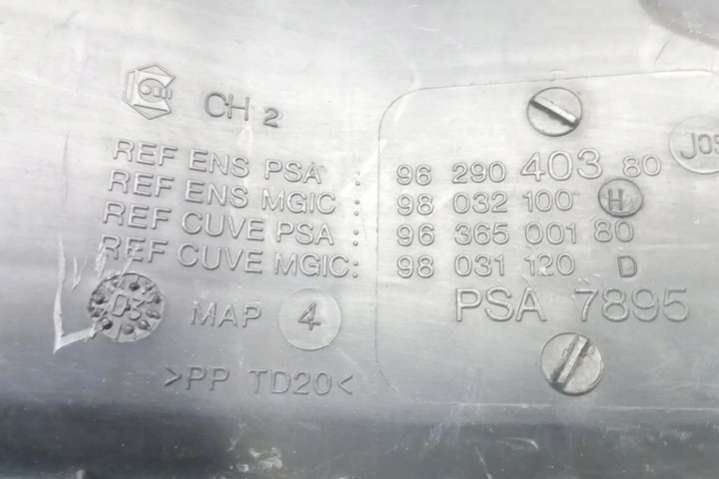 CH 2
REF ENS PSA : 96 290 403 80
REF ENS MGIC : 98 032 100 H
REF CUVE PSA : 96 365 001 80
REF CUVE MGIC : 98 031 120 D
PSA 7895
D3 MAP 4
>PP TD20<